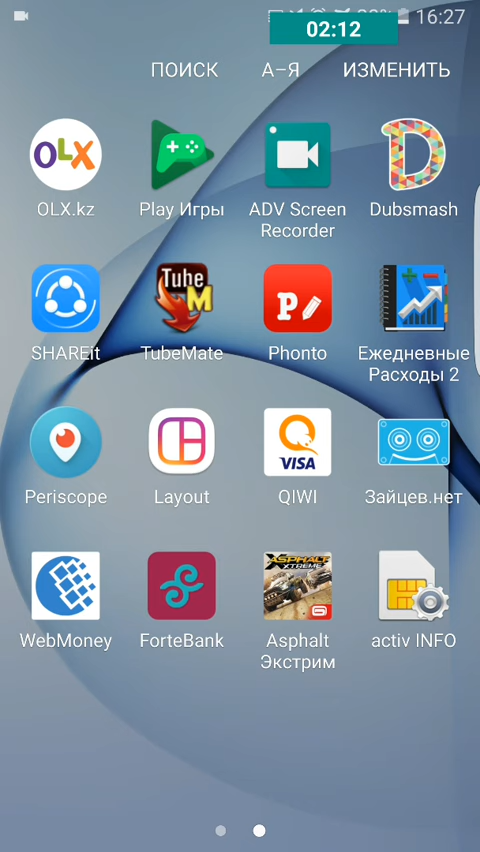 02:12
16:27
ПОИСК
А–Я
ИЗМЕНИТЬ
OLX
D
OLX.kz
Play Игры
ADV Screen
Recorder
Dubsmash
Tube
M
P
SHAREit
TubeMate
Phonto
Ежедневные
Расходы 2
VISA
Periscope
Layout
QIWI
Зайцев.нет
ASPHALT
XTREME
WebMoney
ForteBank
Asphalt
Экстрим
activ INFO